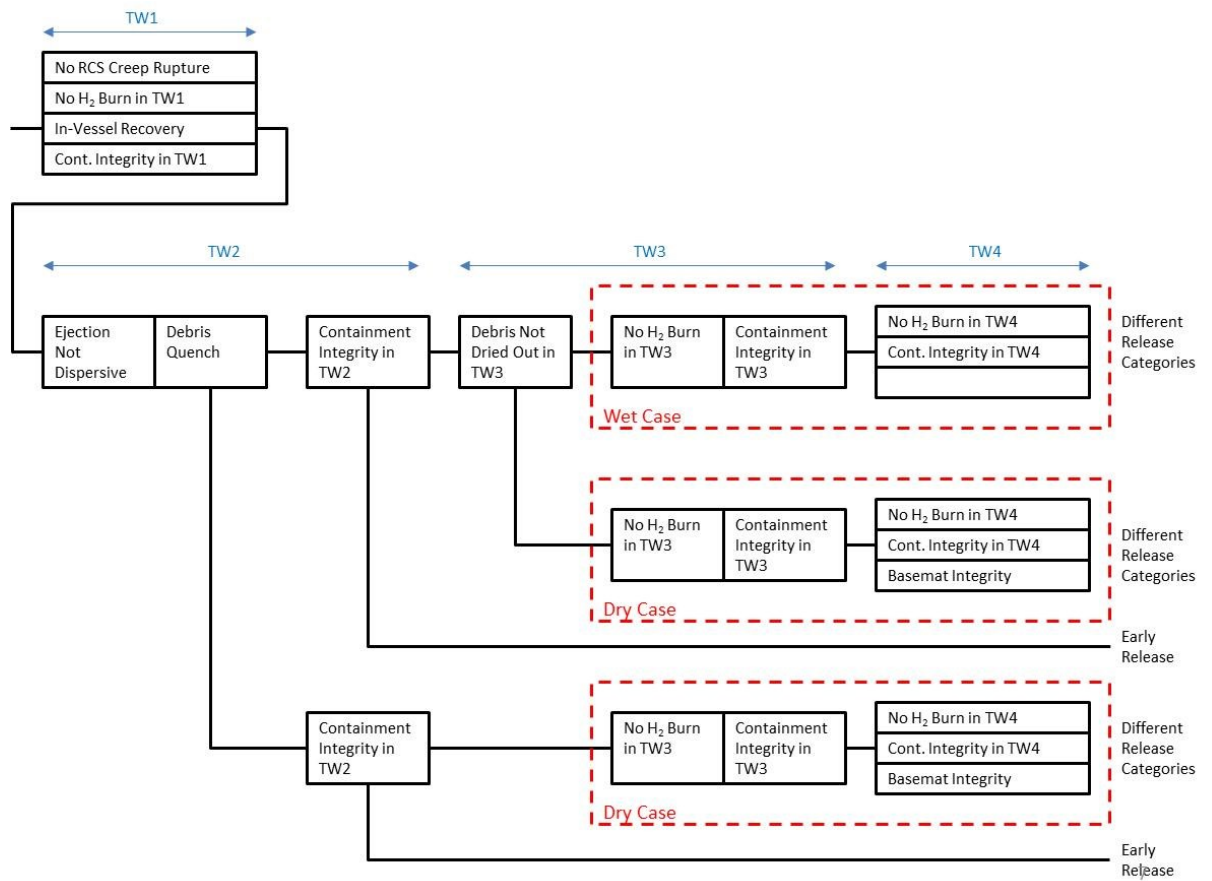 TW1
No RCS Creep Rupture
No H₂ Burn in TW1
In-Vessel Recovery
Cont. Integrity in TW1
TW2
TW3
TW4
Ejection
Not
Dispersive
Debris
Quench
Containment
Integrity in
TW2
Debris Not
Dried Out in
TW3
No H₂ Burn
in TW3
Containment
Integrity in
TW3
No H₂ Burn in TW4
Cont. Integrity in TW4
Different
Release
Categories
Wet Case
No H₂ Burn
in TW3
Containment
Integrity in
TW3
No H₂ Burn in TW4
Cont. Integrity in TW4
Basemat Integrity
Different
Release
Categories
Dry Case
Early
Release
Containment
Integrity in
TW2
No H₂ Burn
in TW3
Containment
Integrity in
TW3
No H₂ Burn in TW4
Cont. Integrity in TW4
Basemat Integrity
Different
Release
Categories
Dry Case
Early
Release